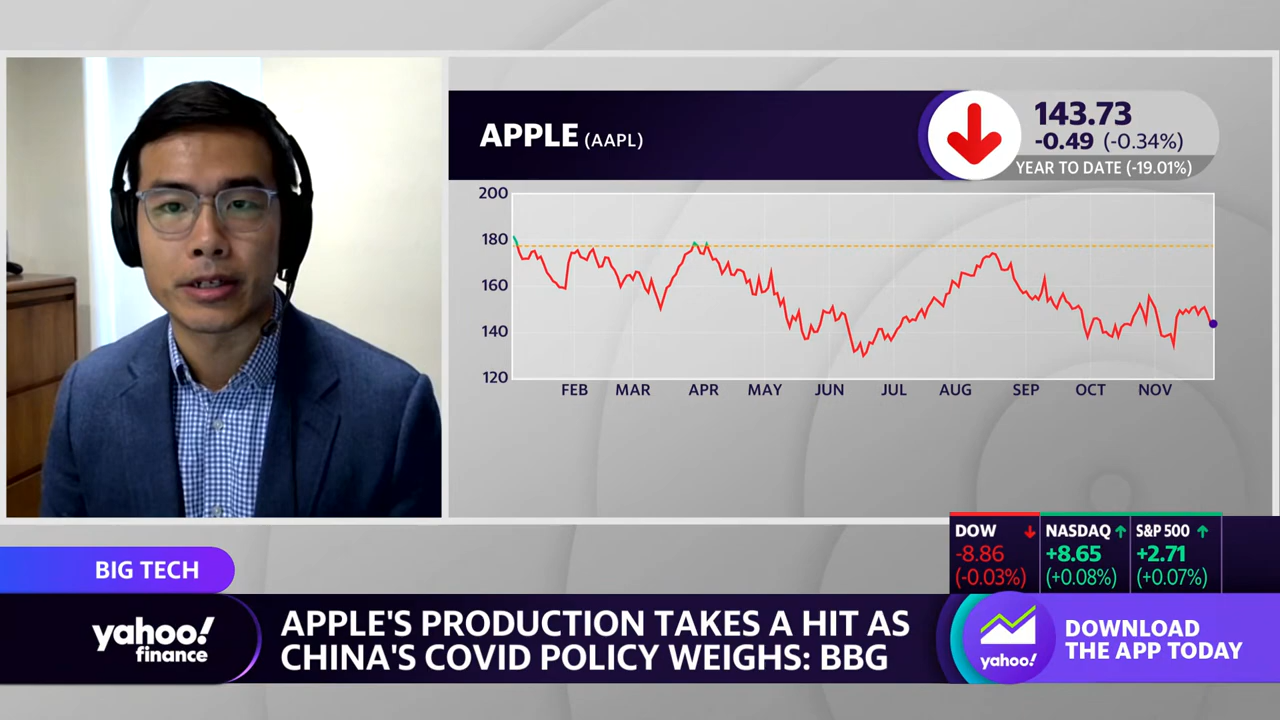 APPLE (AAPL)
143.73
-0.49 (-0.34%)
YEAR TO DATE (-19.01%)
200
180
160
140
120
FEB MAR APR MAY JUN JUL AUG SEP OCT NOV
DOW NASDAQ S&P 500
-8.86 +8.65 +2.71
(-0.03%) (+0.08%) (+0.07%)
BIG TECH
yahoo!
finance
APPLE'S PRODUCTION TAKES A HIT AS
CHINA'S COVID POLICY WEIGHS: BBG
yahoo!
DOWNLOAD
THE APP TODAY